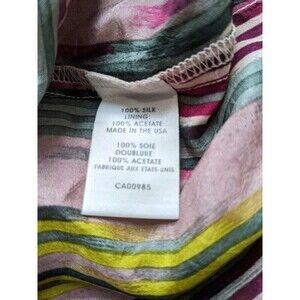 100% SILK
LINING:
100% ACETATE
MADE IN THE USA
100% SOIE
DOUBLURE:
100% ACETATE
FABRIQUE AUX ETATS-UNIS
CA00985